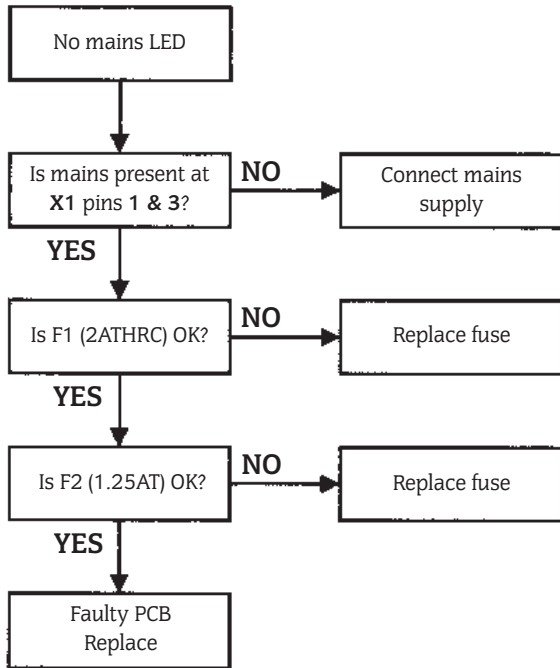 No mains LED
Is mains present at
X1 pins 1 & 3?
NO
Connect mains
supply
YES
Is F1 (2ATHRC) OK?
NO
Replace fuse
YES
Is F2 (1.25AT) OK?
NO
Replace fuse
YES
Faulty PCB
Replace